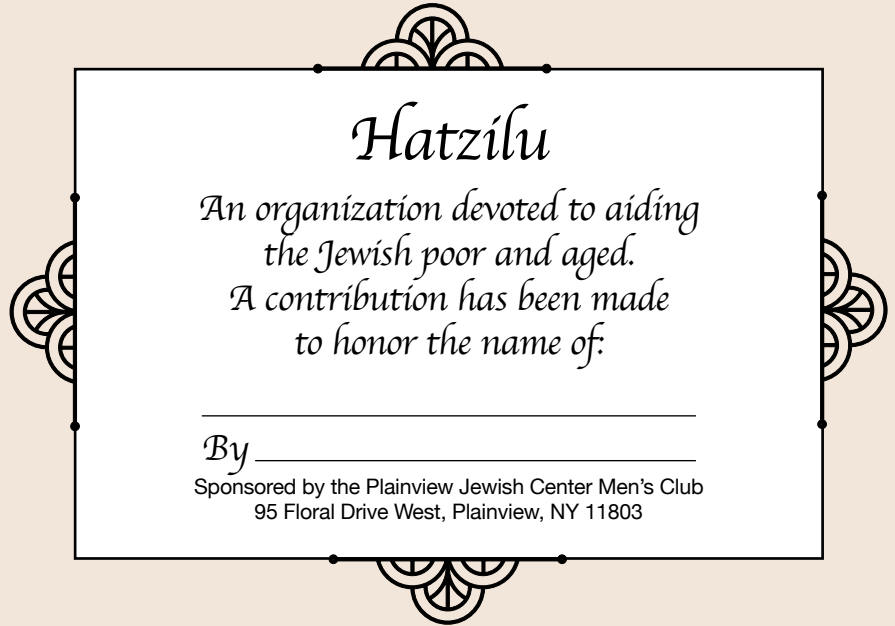 Hatzilu
An organization devoted to aiding
the Jewish poor and aged.
A contribution has been made
to honor the name of:
By
Sponsored by the Plainview Jewish Center Men’s Club
95 Floral Drive West, Plainview, NY 11803